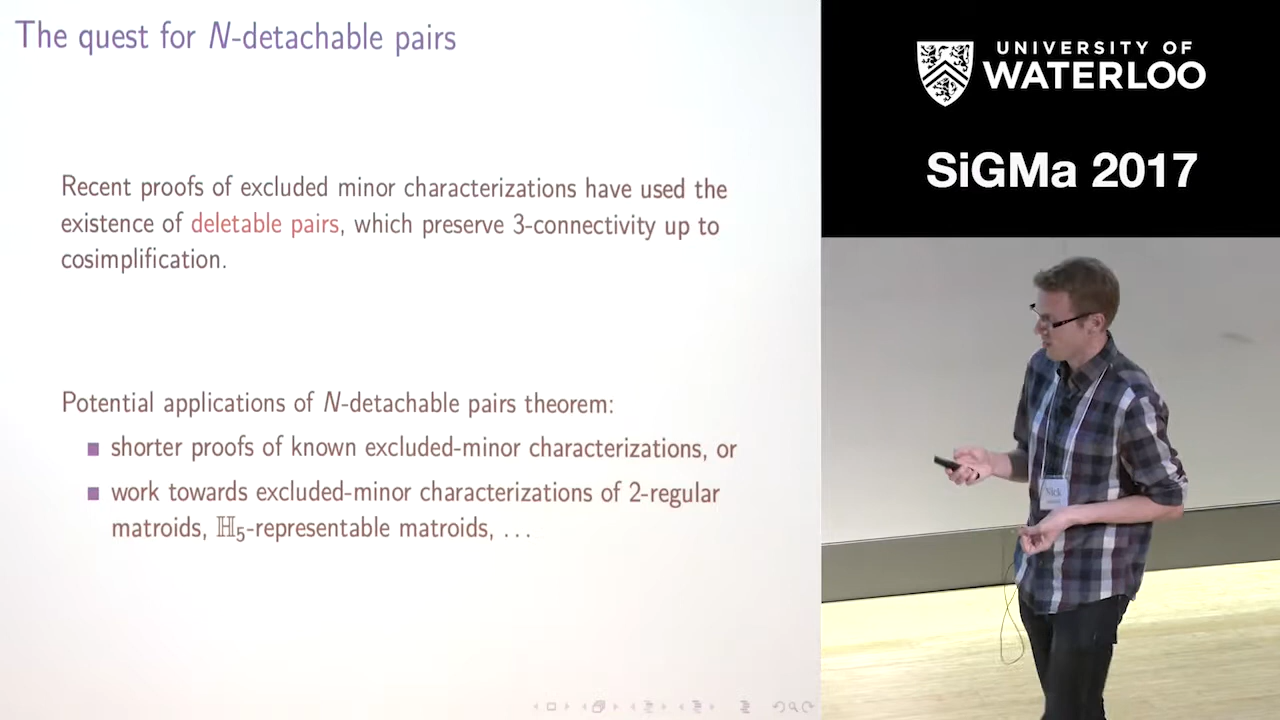 The quest for N-detachable pairs
Recent proofs of excluded minor characterizations have used the
existence of deletable pairs, which preserve 3-connectivity up to
cosimplification.
Potential applications of N-detachable pairs theorem:
shorter proofs of known excluded-minor characterizations, or
work towards excluded-minor characterizations of 2-regular
matroids, ℍ₅-representable matroids, ...
UNIVERSITY OF
WATERLOO
SiGMa 2017
Nick